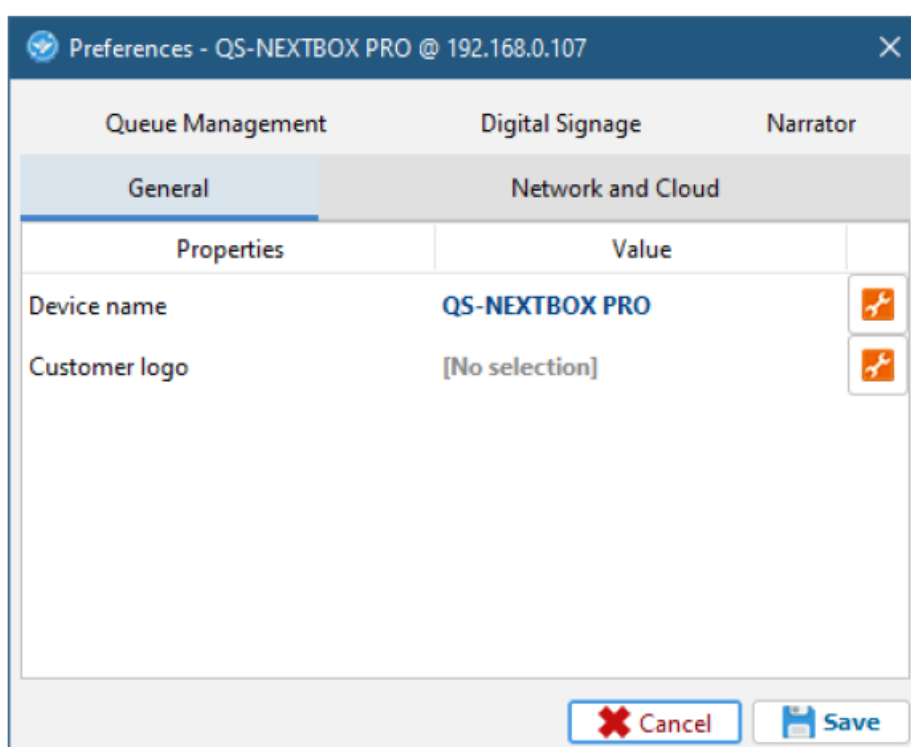 Preferences - QS-NEXTBOX PRO @ 192.168.0.107
Queue Management Digital Signage Narrator
General Network and Cloud
Properties Value
Device name QS-NEXTBOX PRO
Customer logo [No selection]
Cancel Save